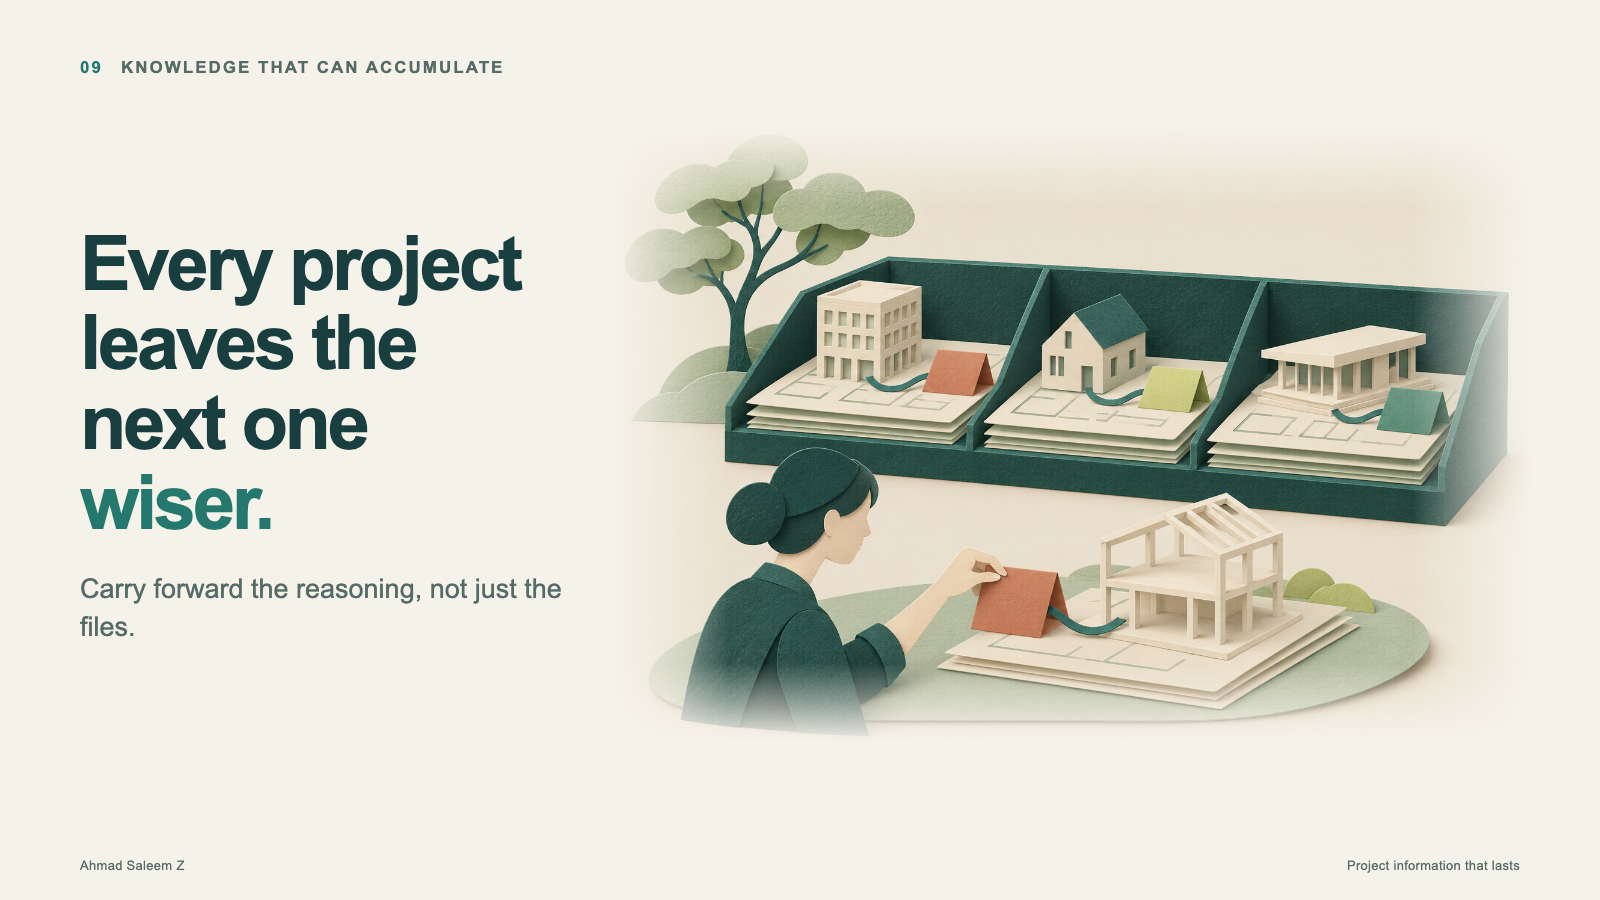 09 KNOWLEDGE THAT CAN ACCUMULATE
Every project
leaves the
next one
wiser.
Carry forward the reasoning, not just the
files.
Ahmad Saleem Z
Project information that lasts